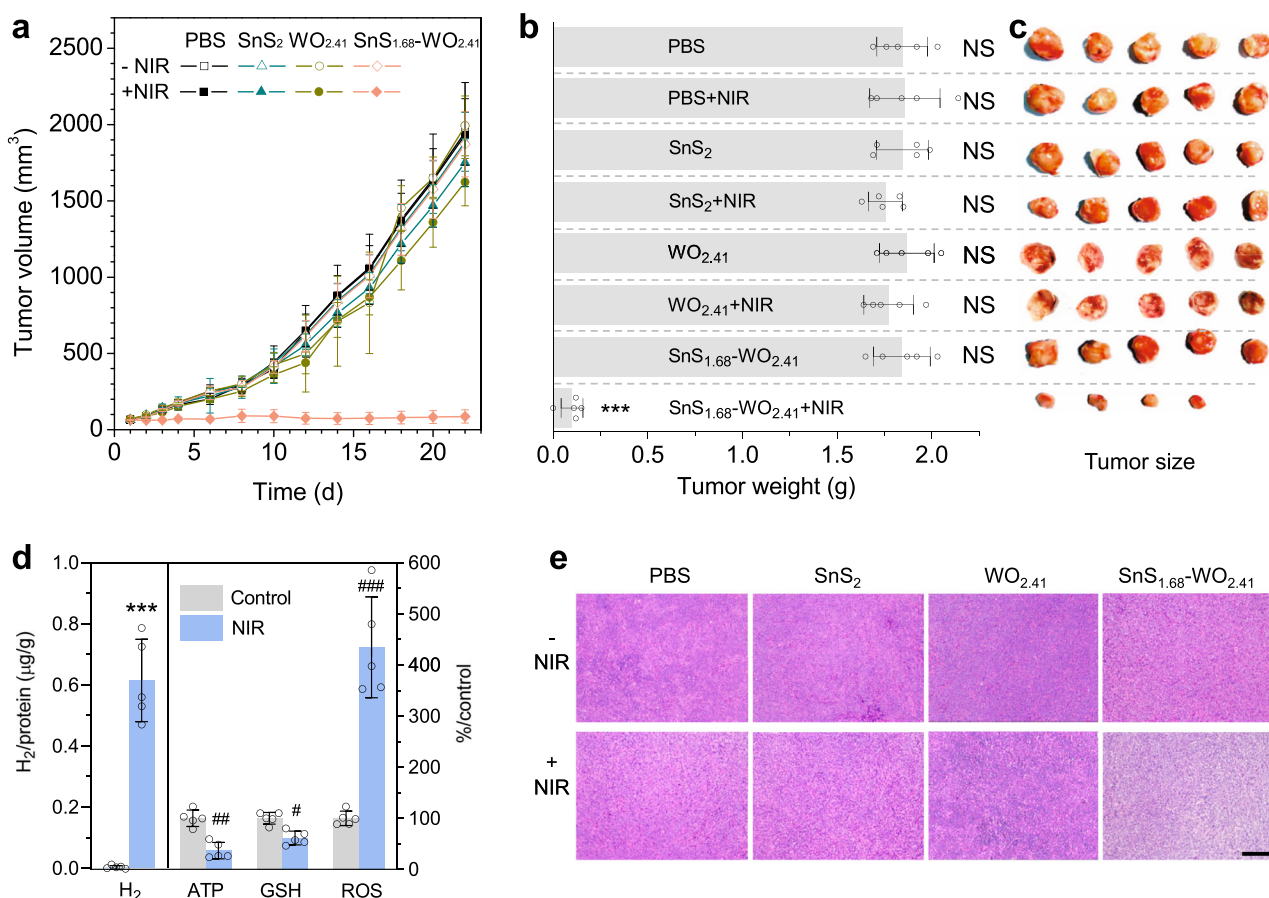 a
PBS SnS2 WO2.41 SnS1.68-WO2.41
- NIR
+NIR
2500
2000
1500
1000
500
0
Tumor volume (mm3)
0 5 10 15 20
Time (d)
b
PBS NS
PBS+NIR NS
SnS2 NS
SnS2+NIR NS
WO2.41 NS
WO2.41+NIR NS
SnS1.68-WO2.41 NS
*** SnS1.68-WO2.41+NIR
0.0 0.5 1.0 1.5 2.0
Tumor weight (g)
c
Tumor size
d
1.0
0.8
0.6
0.4
0.2
0.0
H2/protein (μg/g)
600
500
400
300
200
100
0
%/control
Control
NIR
***
##
#
###
H2 ATP GSH ROS
e
PBS SnS2 WO2.41 SnS1.68-WO2.41
-
NIR
+
NIR